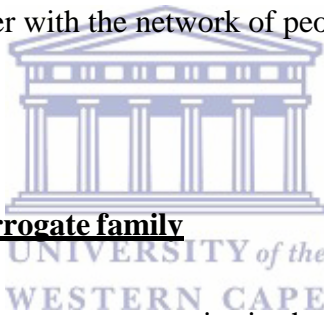 er with the network of peo
rrogate family
UNIVERSITY of the
WESTERN CAPE